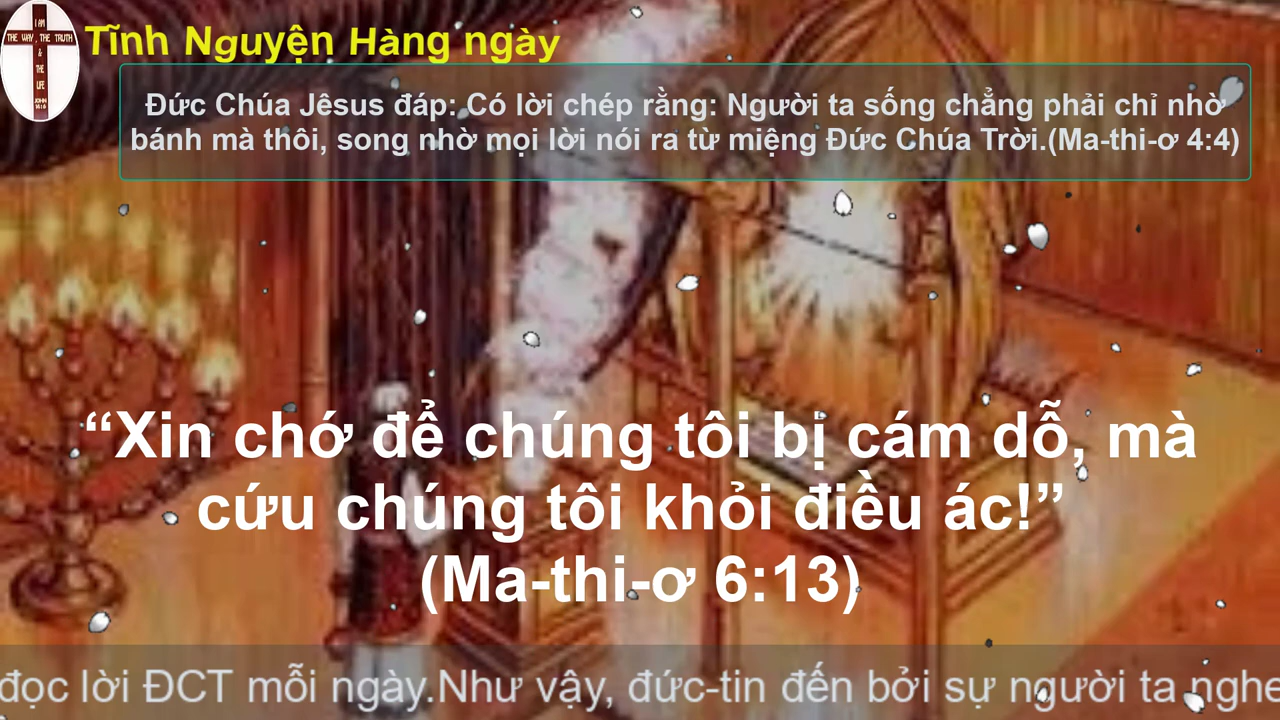 I AM
THE WAY, THE TRUTH
&
THE
LIFE
JOHN
14:6
Tĩnh Nguyện Hàng ngày
Đức Chúa Jêsus đáp: Có lời chép rằng: Người ta sống chẳng phải chỉ nhờ
bánh mà thôi, song nhờ mọi lời nói ra từ miệng Đức Chúa Trời.(Ma-thi-ơ 4:4)
“Xin chớ để chúng tôi bị cám dỗ, mà
cứu chúng tôi khỏi điều ác!”
(Ma-thi-ơ 6:13)
đọc lời ĐCT mỗi ngày.Như vậy, đức-tin đến bởi sự người ta nghe